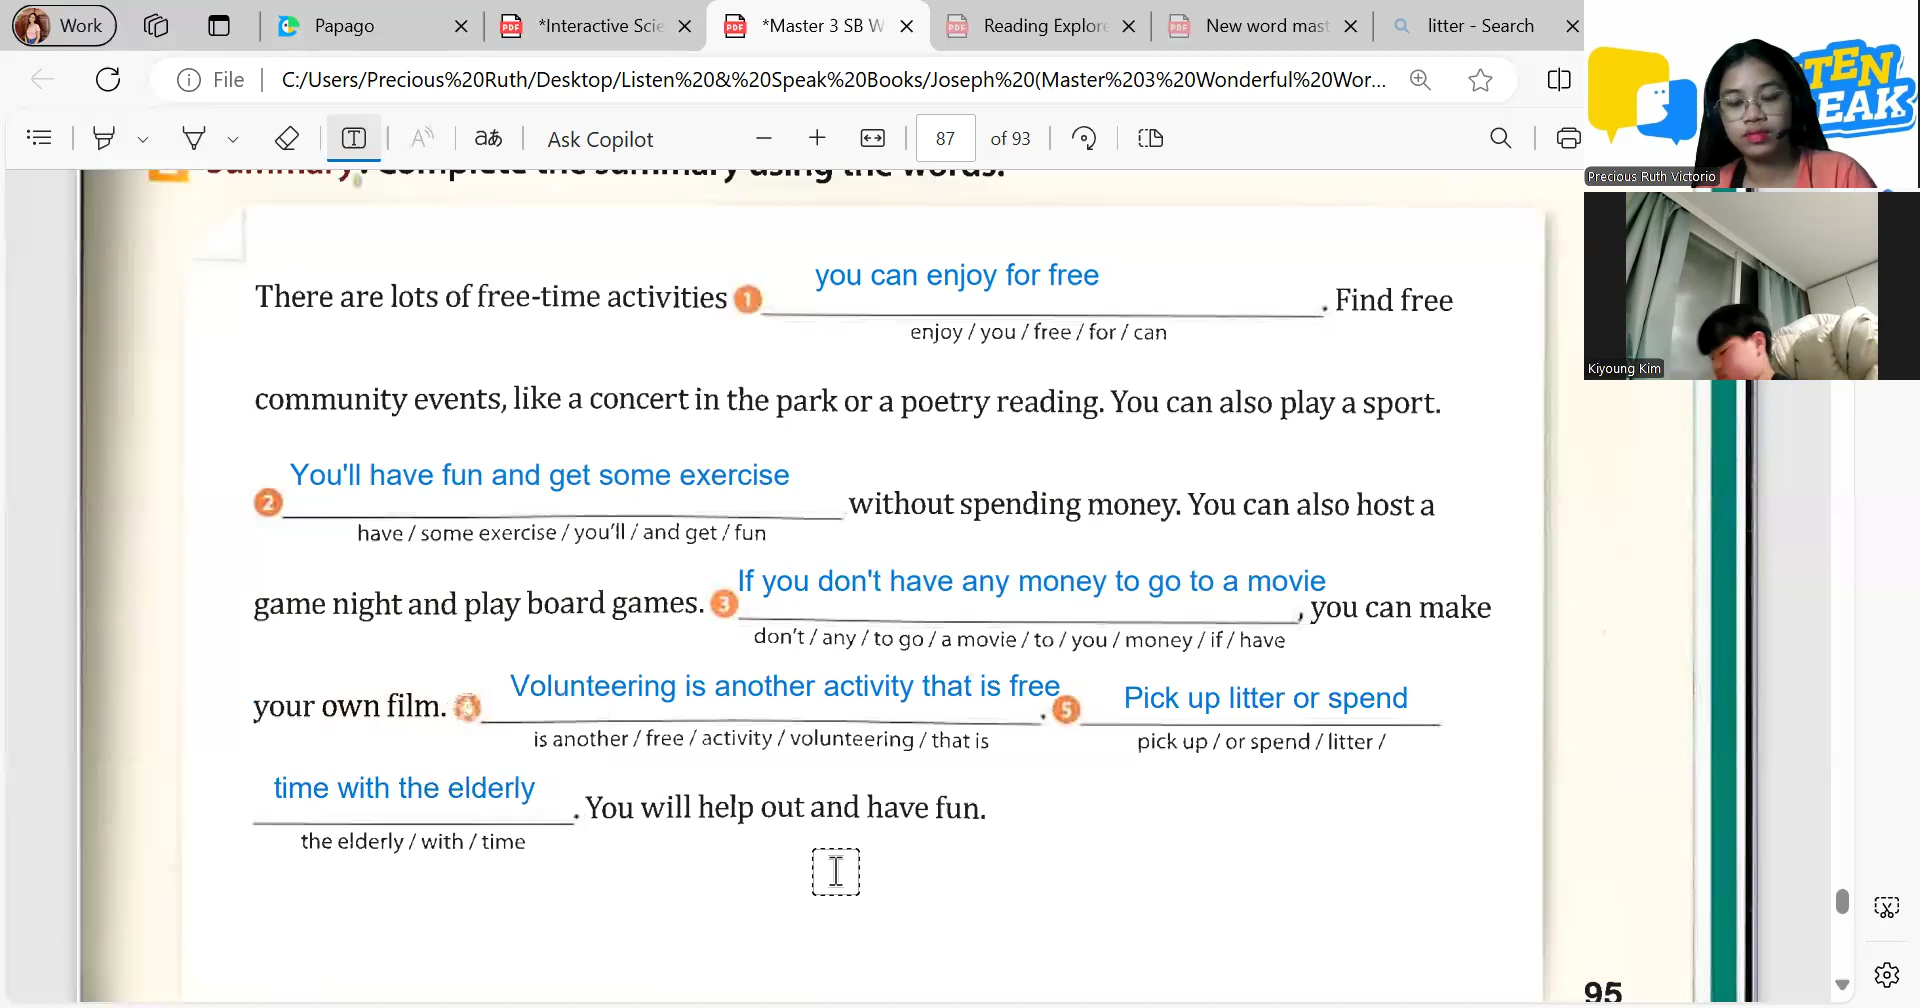 Work
Papago
*Interactive Scie
*Master 3 SB W
Reading Explore
New word mast
litter - Search
File
C:/Users/Precious%20Ruth/Desktop/Listen%20&%20Speak%20Books/Joseph%20(Master%203%20Wonderful%20Wor...
Ask Copilot
87 of 93
Summary. Complete the summary using the words.
you can enjoy for free
There are lots of free-time activities 1 . Find free
enjoy / you / free / for / can
community events, like a concert in the park or a poetry reading. You can also play a sport.
You'll have fun and get some exercise
2 without spending money. You can also host a
have / some exercise / you'll / and get / fun
If you don't have any money to go to a movie
game night and play board games. 3 , you can make
don't / any / to go / a movie / to / you / money / if / have
Volunteering is another activity that is free
Pick up litter or spend
your own film. 4 . 5
is another / free / activity / volunteering / that is
pick up / or spend / litter /
time with the elderly
. You will help out and have fun.
the elderly / with / time
95
TEN
EAK
Precious Ruth Victorio
Kiyoung Kim